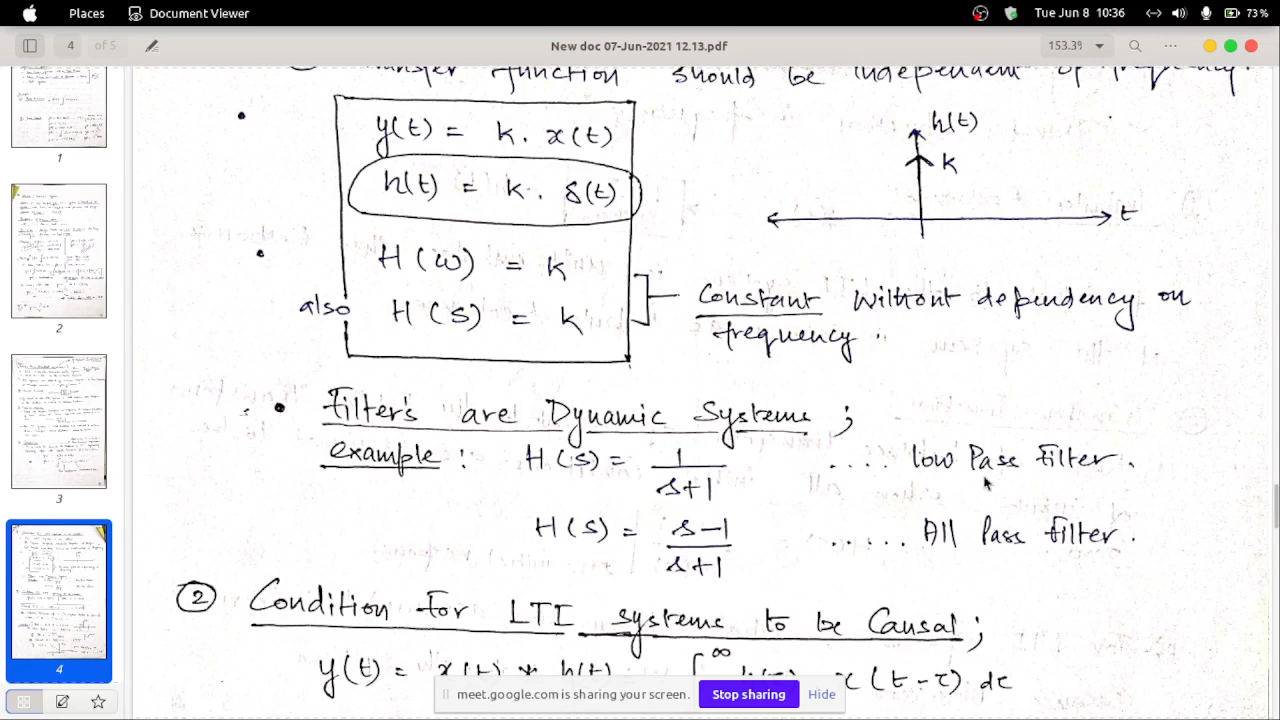 Places Document Viewer Tue Jun 8 10:36 73 %
4 of 5 New doc 07-Jun-2021 12.13.pdf 153.39
function should be independent of frequency.
y(t) = k. x(t)
h(t) = k. δ(t)
H(ω) = k
also H(s) = k
h(t)
k
t
Constant without dependency on
frequency.
Filter's are Dynamic Systems ;
example : H(s) = 1/(s+1) .... low Pass filter.
H(s) = (s-1)/(s+1) ..... All Pass filter.
② Condition for LTI systems to be Causal ;
y(t) = x(t) * h(t) ∫^∞ x(t-τ) dτ
1
2
3
4
meet.google.com is sharing your screen. Stop sharing Hide